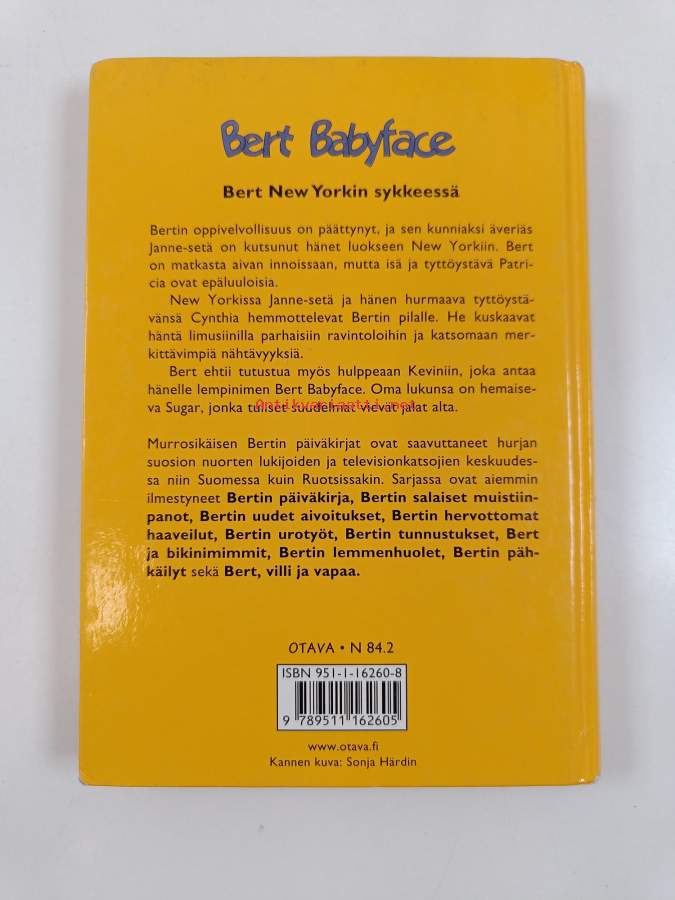 Bert Babyface
Bert New Yorkin sykkeessä
Bertin oppivelvollisuus on päättynyt, ja sen kunniaksi äveriäs
Janne-setä on kutsunut hänet luokseen New Yorkiin. Bert
on matkasta aivan innoissaan, mutta isä ja tyttöystävä Patri-
cia ovat epäluuloisia.
New Yorkissa Janne-setä ja hänen hurmaava tyttöystä-
vänsä Cynthia hemmottelevat Bertin pilalle. He kuskaavat
häntä limusiinilla parhaisiin ravintoloihin ja katsomaan mer-
kittävimpiä nähtävyyksiä.
Bert ehtii tutustua myös hulppeaan Keviniin, joka antaa
hänelle lempinimen Bert Babyface. Oma lukunsa on hemaise-
va Sugar, jonka tuliset suudelmat vievät jalat alta.
Antikvariaatti.net
Murrosikäisen Bertin päiväkirjat ovat saavuttaneet hurjan
suosion nuorten lukijoiden ja televisionkatsojien keskuudes-
sa niin Suomessa kuin Ruotsissakin. Sarjassa ovat aiemmin
ilmestyneet Bertin päiväkirja, Bertin salaiset muistiin-
panot, Bertin uudet aivoitukset, Bertin hervottomat
haaveilut, Bertin urotyöt, Bertin tunnustukset, Bert
ja bikinimimmit, Bertin lemmenhuolet, Bertin päh-
käilyt sekä Bert, villi ja vapaa.
OTAVA • N 84.2
ISBN 951-1-16260-8
9 789511 162605
www.otava.fi
Kannen kuva: Sonja Härdin